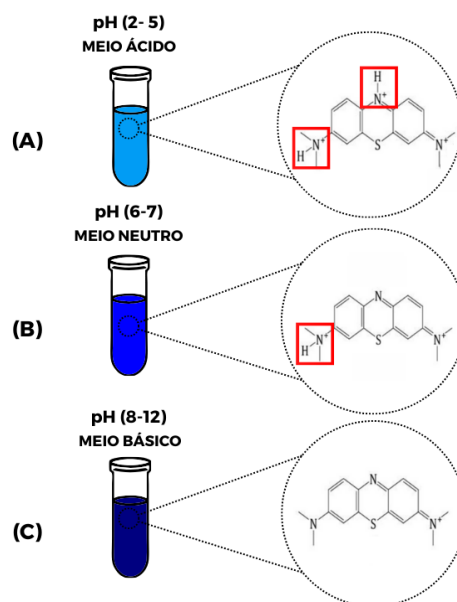 pH (2- 5)
MEIO ÁCIDO
(A)
H
N+
H
N+
S
N+
pH (6-7)
MEIO NEUTRO
(B)
N
H
N+
S
N+
pH (8-12)
MEIO BÁSICO
(C)
N
N
S
N+